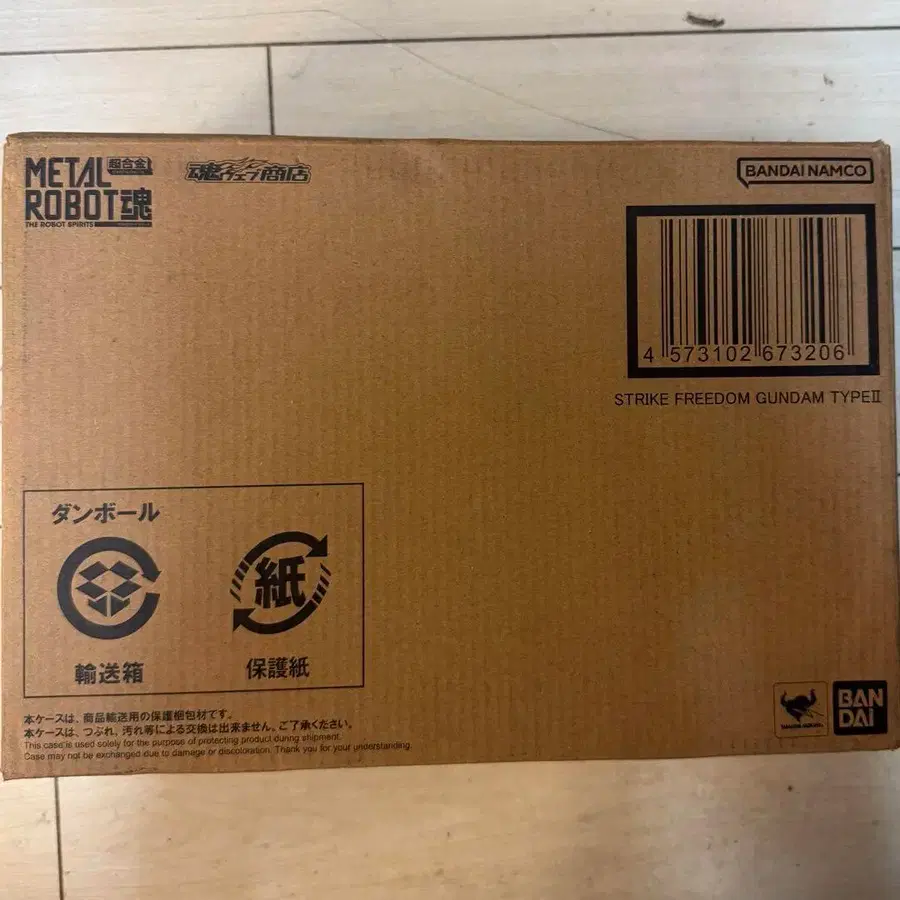 METAL
超合金
ROBOT魂
THE ROBOT SPIRITS
魂ウェブ商店
BANDAI NAMCO
4 573102 673206
STRIKE FREEDOM GUNDAM TYPEⅡ
ダンボール
紙
輸送箱
保護紙
本ケースは、商品輸送用の保護梱包材です。
本ケースは、つぶれ、汚れ等による交換は出来ません。ご了承ください。
This case is used solely for the purpose of protecting product during shipment.
Case may not be exchanged due to damage or discoloration. Thank you for your understanding.
BAN
DAI